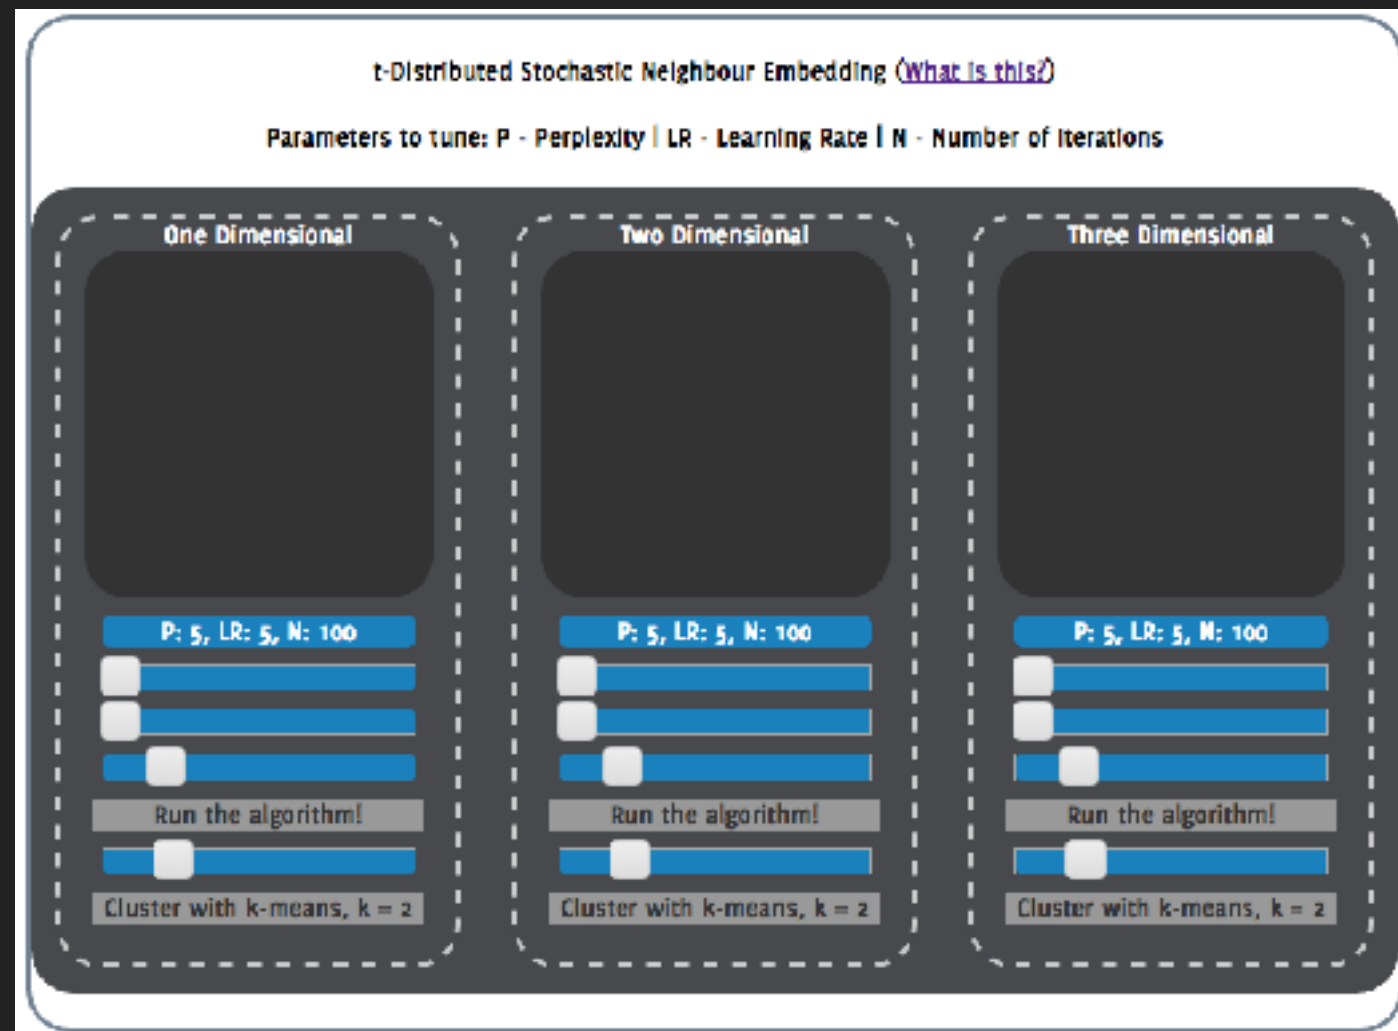 t-Distributed Stochastic Neighbour Embedding (What is this?)
Parameters to tune: P - Perplexity | LR - Learning Rate | N - Number of Iterations
One Dimensional
P: 5, LR: 5, N: 100
Run the algorithm!
Cluster with k-means, k = 2
Two Dimensional
P: 5, LR: 5, N: 100
Run the algorithm!
Cluster with k-means, k = 2
Three Dimensional
P: 5, LR: 5, N: 100
Run the algorithm!
Cluster with k-means, k = 2